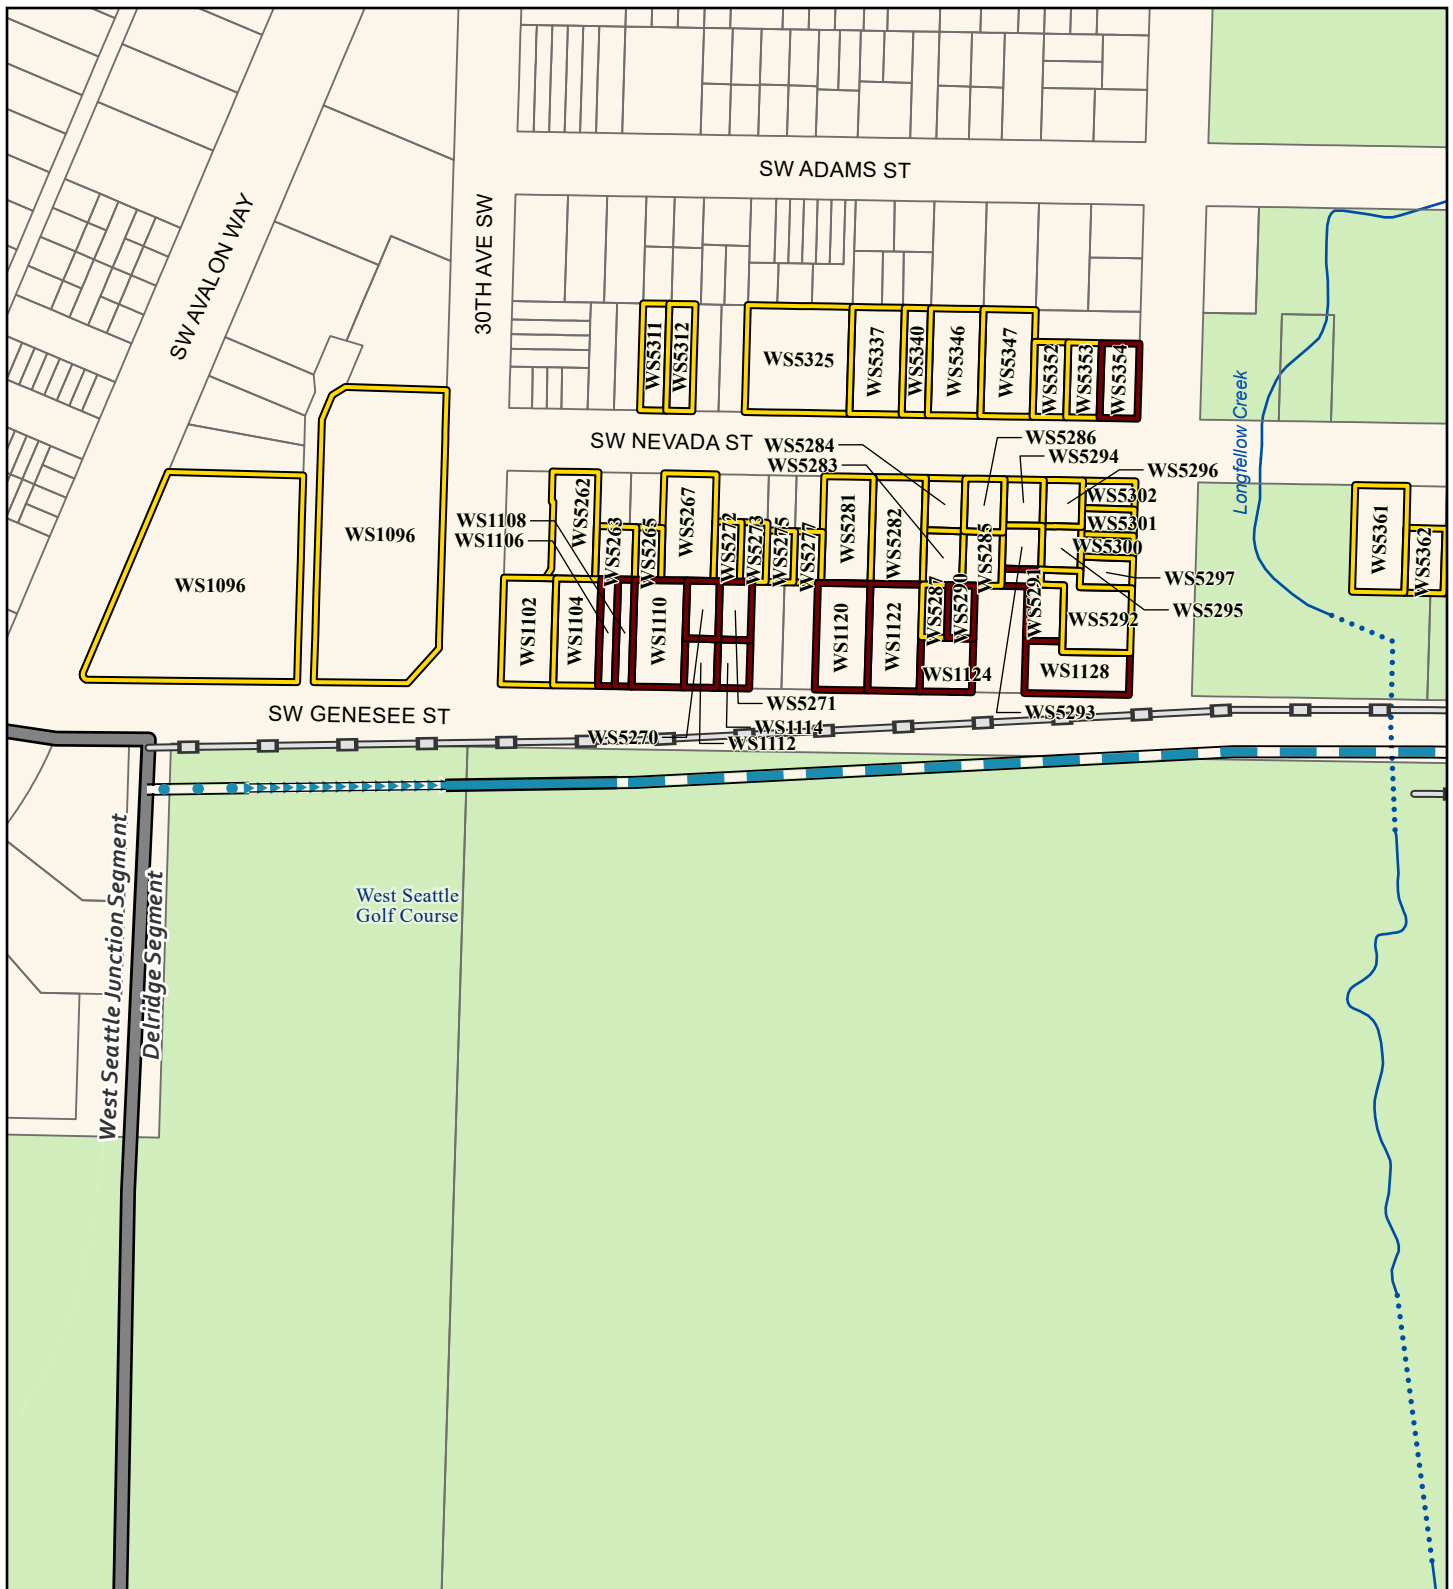 SW ADAMS ST
SW AVALON WAY
30TH AVE SW
WS5311
WS5312
WS5325
WS5337
WS5340
WS5346
WS5347
WS5352
WS5353
WS5354
Longfellow Creek
SW NEVADA ST
WS5284
WS5283
WS5286
WS5294
WS5296
WS5302
WS5301
WS5300
WS5297
WS5295
WS5361
WS5362
WS1096
WS1096
WS1108
WS1106
WS5262
WS5263
WS5265
WS5267
WS5272
WS5273
WS5275
WS5277
WS5281
WS5282
WS5285
WS5287
WS5290
WS5291
WS5292
WS1102
WS1104
WS1110
WS1120
WS1122
WS1124
WS1128
WS5271
WS5293
SW GENESEE ST
WS5270
WS1114
WS1112
West Seattle Junction Segment
Delridge Segment
West Seattle
Golf Course